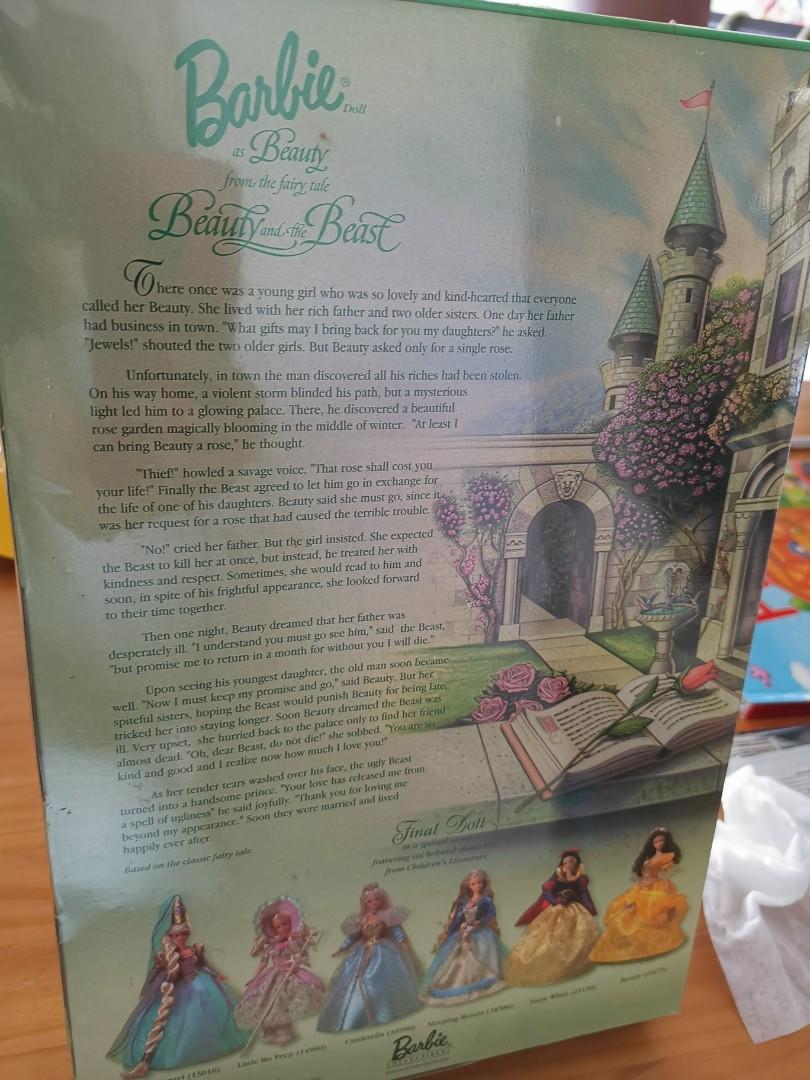 Barbie® Doll
as Beauty
from the fairy tale
Beauty and the Beast
There once was a young girl who was so lovely and kind-hearted that everyone
called her Beauty. She lived with her rich father and two older sisters. One day her father
had business in town. "What gifts may I bring back for you my daughters?" he asked.
"Jewels!" shouted the two older girls. But Beauty asked only for a single rose.
Unfortunately, in town the man discovered all his riches had been stolen.
On his way home, a violent storm blinded his path, but a mysterious
light led him to a glowing palace. There, he discovered a beautiful
rose garden magically blooming in the middle of winter. "At least I
can bring Beauty a rose," he thought.
"Thief!" howled a savage voice. "That rose shall cost you
your life!" Finally the Beast agreed to let him go in exchange for
the life of one of his daughters. Beauty said she must go, since it
was her request for a rose that had caused the terrible trouble.
"No!" cried her father. But the girl insisted. She expected
the Beast to kill her at once, but instead, he treated her with
kindness and respect. Sometimes, she would read to him and
soon, in spite of his frightful appearance, she looked forward
to their time together.
Then one night, Beauty dreamed that her father was
desperately ill. "I understand you must go see him," said the Beast,
"but promise me to return in a month for without you I will die."
Upon seeing his youngest daughter, the old man soon became
well. "Now I must keep my promise and go," said Beauty. But her
spiteful sisters, hoping the Beast would punish Beauty for being late,
tricked her into staying longer. Soon Beauty dreamed the Beast was
ill. Very upset, she hurried back to the palace only to find her friend
almost dead. "Oh, dear Beast, do not die!" she sobbed. "You are so
kind and good and I realize now how much I love you!"
As her tender tears washed over his face, the ugly Beast
turned into a handsome prince. "Your love has released me from
a spell of ugliness" he said joyfully. "Thank you for loving me
beyond my appearance." Soon they were married and lived
happily ever after.
Based on the classic fairy tale
Final Doll
in a special series
featuring six beloved characters
from Children's Literature
(13016)
Little Bo Peep (14960)
Cinderella (16900)
Sleeping Beauty (18586)
Snow White (21130)
Beauty (24673)
Barbie
COLLECTIBLES